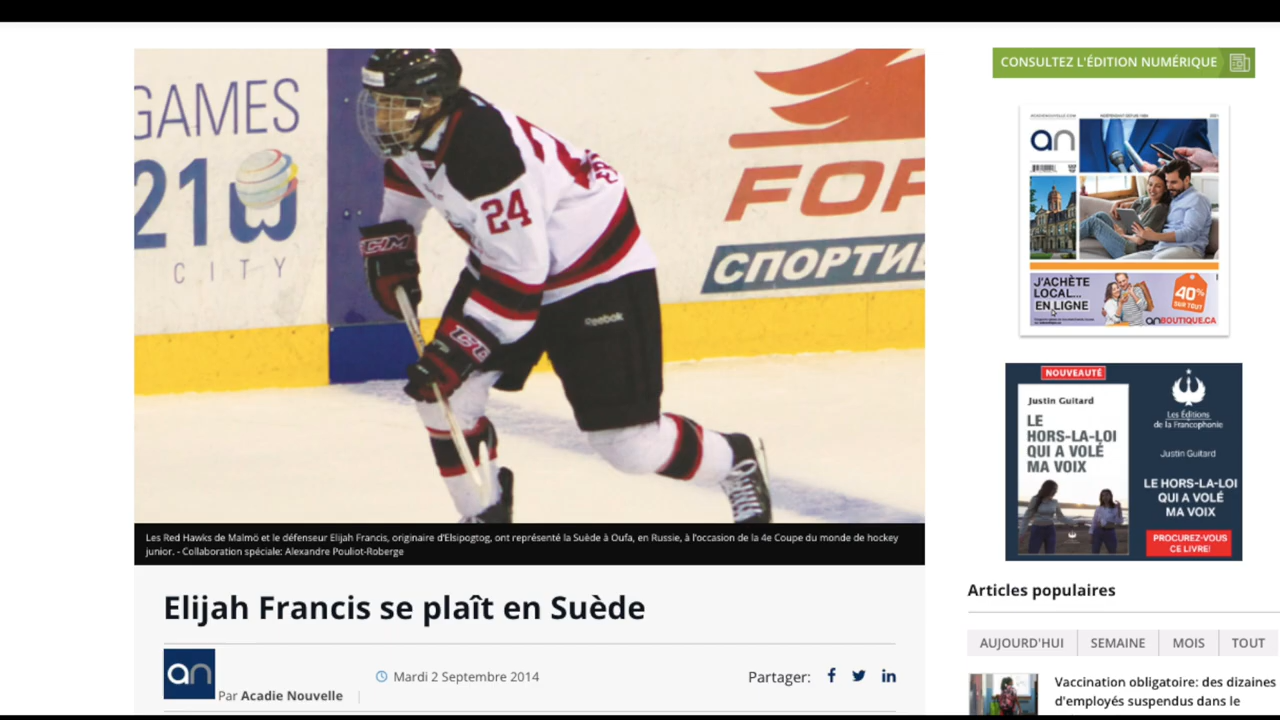 GAMES
21
CITY
24
CCM
Reebok
FOR
СПОРТИВ
Les Red Hawks de Malmö et le défenseur Elijah Francis, originaire d'Elsipogtog, ont représenté la Suède à Oufa, en Russie, à l'occasion de la 4e Coupe du monde de hockey
junior. - Collaboration spéciale: Alexandre Pouliot-Roberge
Elijah Francis se plaît en Suède
an
Par Acadie Nouvelle
Mardi 2 Septembre 2014
Partager:
CONSULTEZ L'ÉDITION NUMÉRIQUE
an
J'ACHÈTE
LOCAL...
EN LIGNE
40%
SUR TOUT
anBOUTIQUE.CA
NOUVEAUTÉ
Justin Guitard
LE
HORS-LA-LOI
QUI A VOLÉ
MA VOIX
Les Éditions
de la Francophonie
Justin Guitard
LE HORS-LA-LOI
QUI A VOLÉ
MA VOIX
PROCUREZ-VOUS
CE LIVRE!
Articles populaires
AUJOURD'HUI
SEMAINE
MOIS
TOUT
Vaccination obligatoire: des dizaines
d'employés suspendus dans le